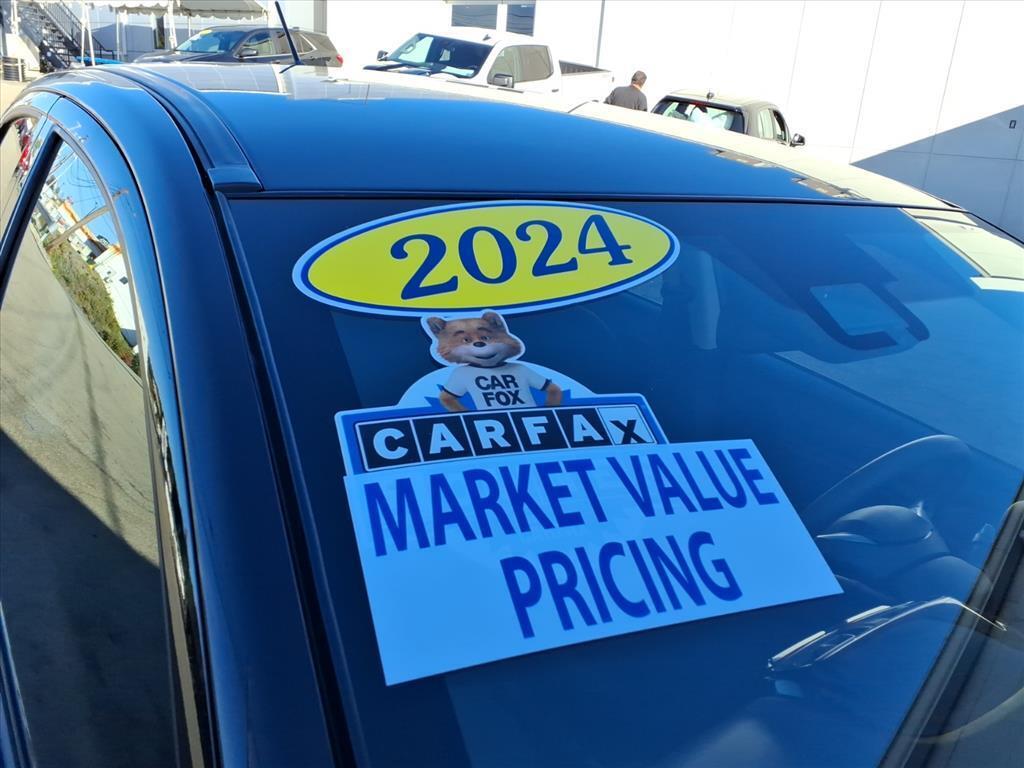 2024
CAR
FOX
CARFAX
MARKET VALUE
PRICING